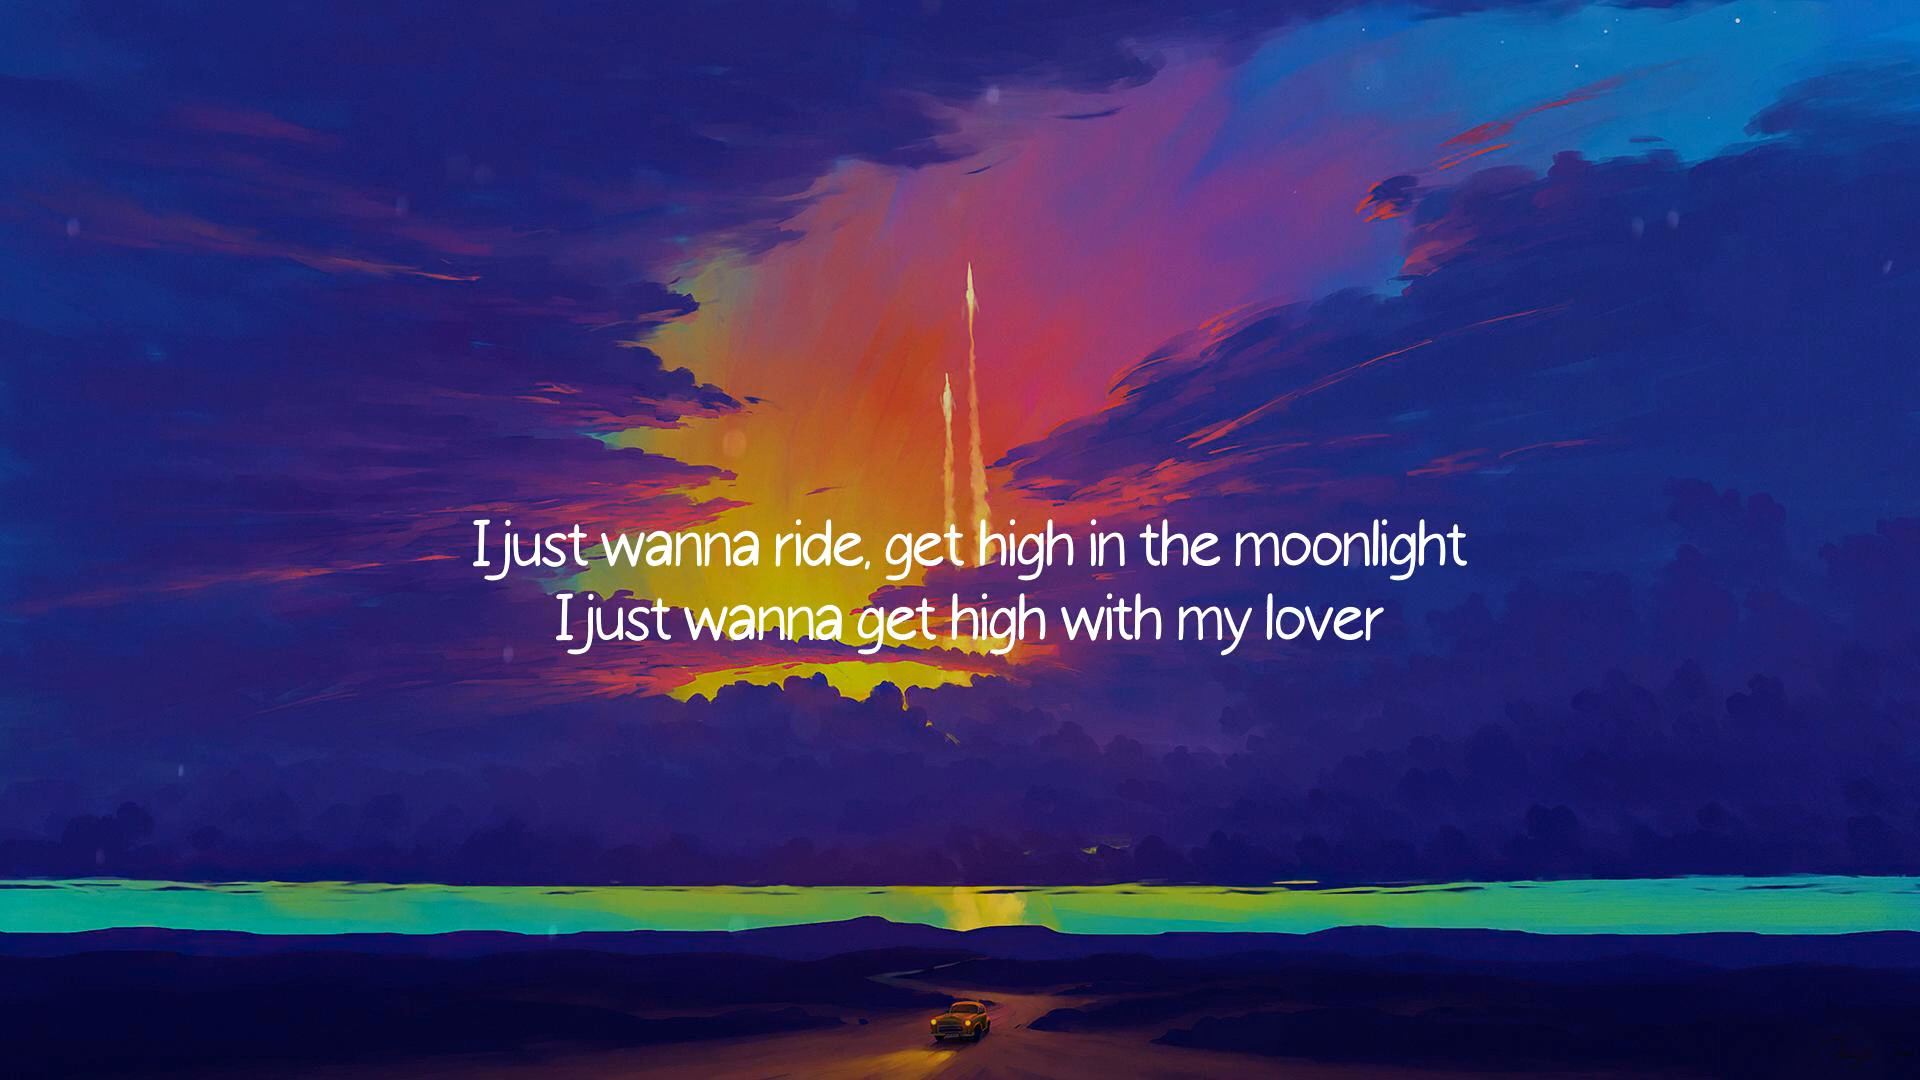 I just wanna ride, get high in the moonlight
I just wanna get high with my lover